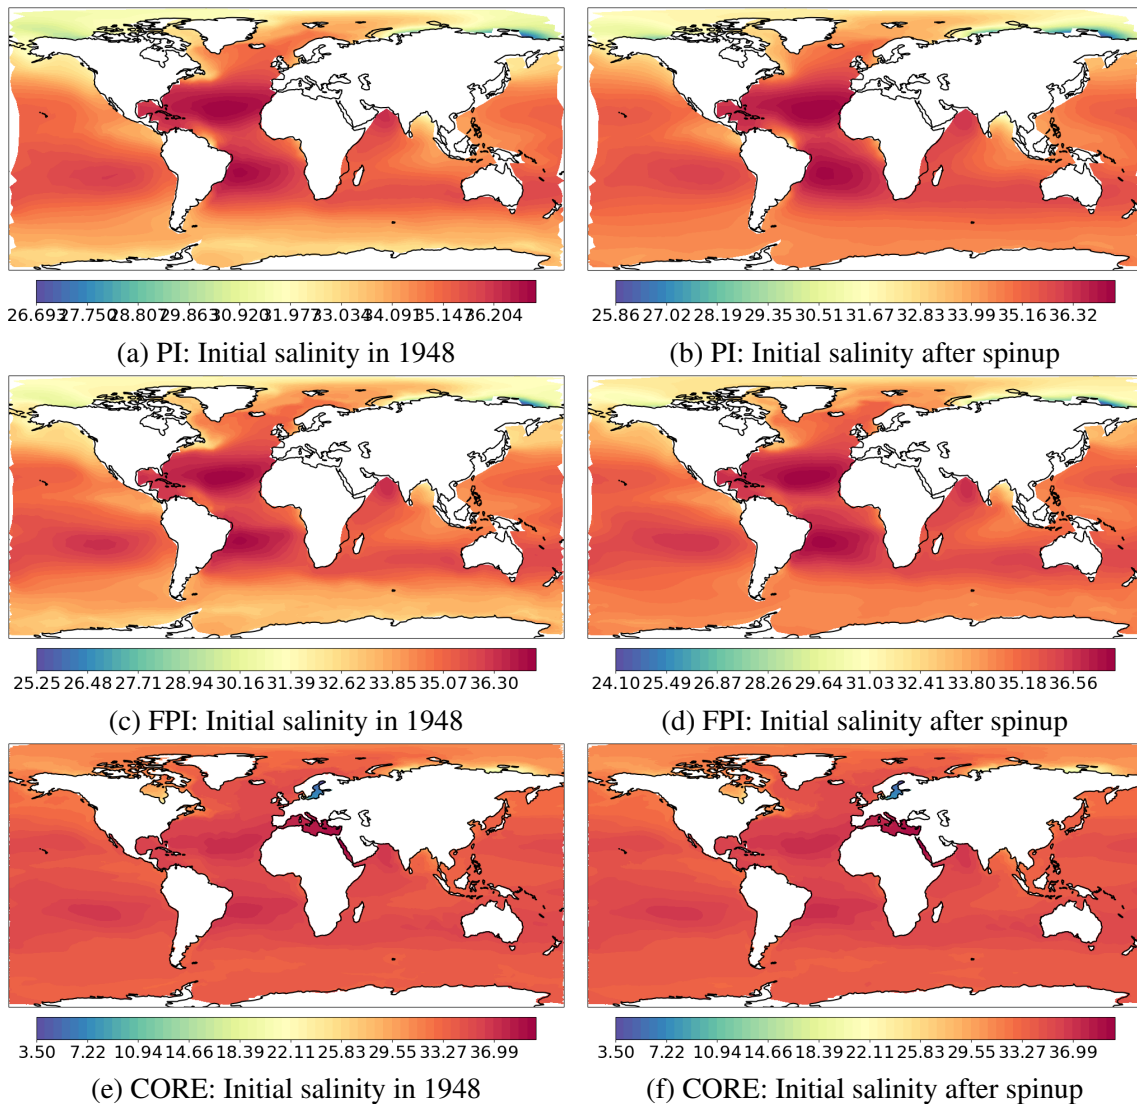 26.693 27.750 28.807 29.863 30.920 31.977 33.034 34.091 35.147 36.204
25.86 27.02 28.19 29.35 30.51 31.67 32.83 33.99 35.16 36.32
(a) PI: Initial salinity in 1948
(b) PI: Initial salinity after spinup
25.25 26.48 27.71 28.94 30.16 31.39 32.62 33.85 35.07 36.30
24.10 25.49 26.87 28.26 29.64 31.03 32.41 33.80 35.18 36.56
(c) FPI: Initial salinity in 1948
(d) FPI: Initial salinity after spinup
3.50 7.22 10.94 14.66 18.39 22.11 25.83 29.55 33.27 36.99
3.50 7.22 10.94 14.66 18.39 22.11 25.83 29.55 33.27 36.99
(e) CORE: Initial salinity in 1948
(f) CORE: Initial salinity after spinup